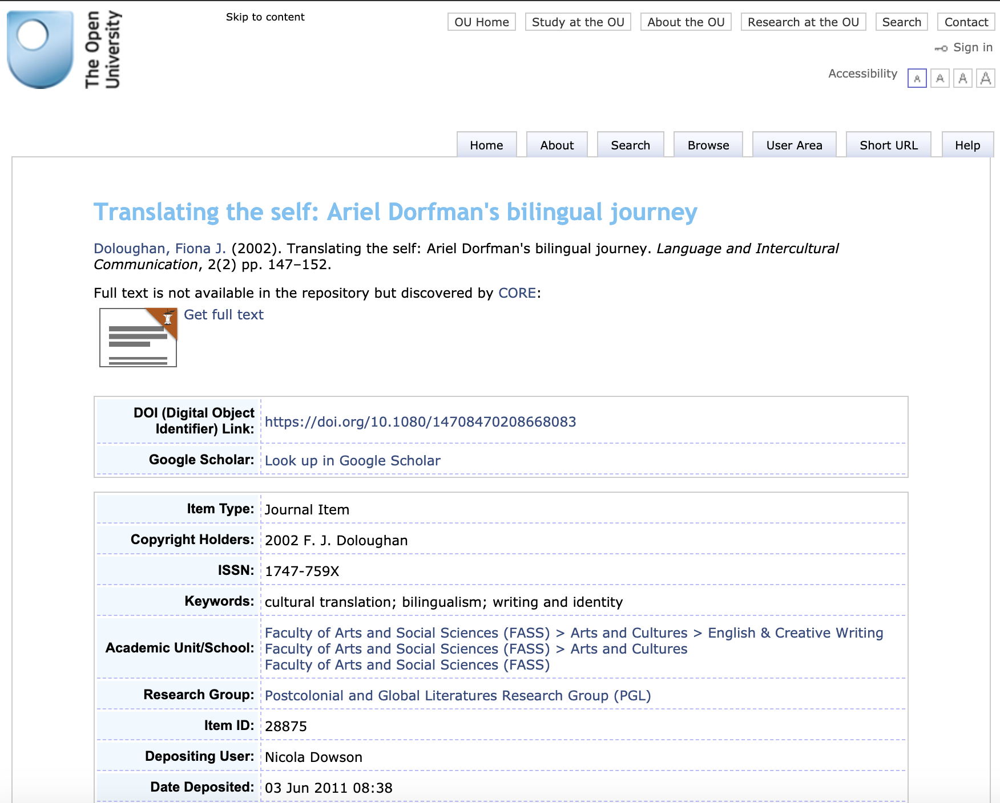 The Open
University
Skip to content
OU Home
Study at the OU
About the OU
Research at the OU
Search
Contact
Sign in
Accessibility
A
A
A
A
Home
About
Search
Browse
User Area
Short URL
Help
Translating the self: Ariel Dorfman's bilingual journey
Doloughan, Fiona J. (2002). Translating the self: Ariel Dorfman's bilingual journey. Language and Intercultural
Communication, 2(2) pp. 147–152.
Full text is not available in the repository but discovered by CORE:
Get full text
DOI (Digital Object
Identifier) Link:
https://doi.org/10.1080/14708470208668083
Google Scholar: Look up in Google Scholar
Item Type: Journal Item
Copyright Holders: 2002 F. J. Doloughan
ISSN: 1747-759X
Keywords: cultural translation; bilingualism; writing and identity
Academic Unit/School:
Faculty of Arts and Social Sciences (FASS) > Arts and Cultures > English & Creative Writing
Faculty of Arts and Social Sciences (FASS) > Arts and Cultures
Faculty of Arts and Social Sciences (FASS)
Research Group: Postcolonial and Global Literatures Research Group (PGL)
Item ID: 28875
Depositing User: Nicola Dowson
Date Deposited: 03 Jun 2011 08:38